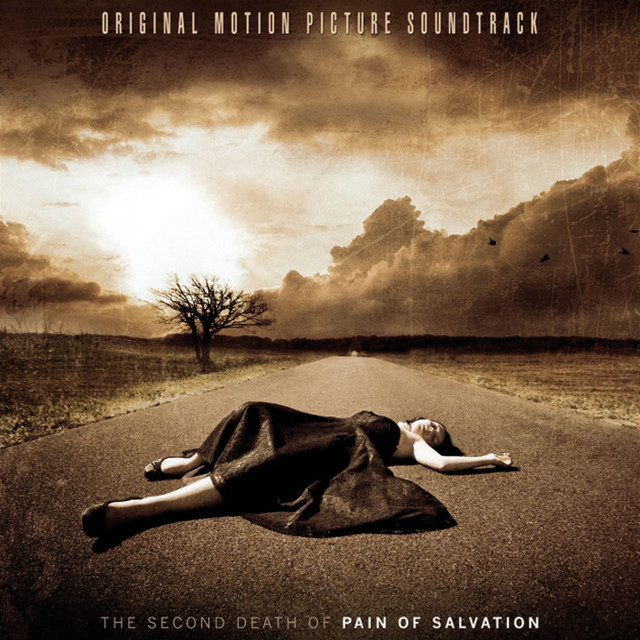 ORIGINAL MOTION PICTURE SOUNDTRACK
THE SECOND DEATH OF PAIN OF SALVATION